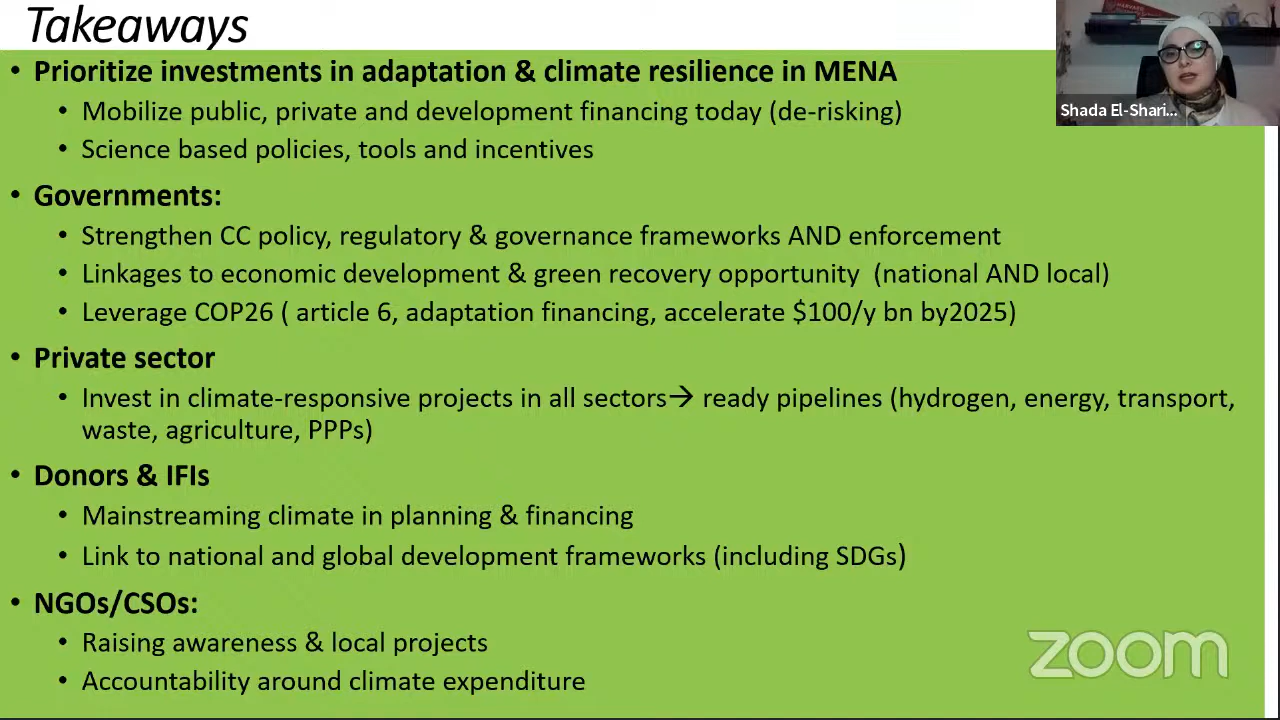 Takeaways
• Prioritize investments in adaptation & climate resilience in MENA
• Mobilize public, private and development financing today (de-risking)
• Science based policies, tools and incentives
• Governments:
• Strengthen CC policy, regulatory & governance frameworks AND enforcement
• Linkages to economic development & green recovery opportunity (national AND local)
• Leverage COP26 ( article 6, adaptation financing, accelerate $100/y bn by2025)
• Private sector
• Invest in climate-responsive projects in all sectors→ ready pipelines (hydrogen, energy, transport,
waste, agriculture, PPPs)
• Donors & IFIs
• Mainstreaming climate in planning & financing
• Link to national and global development frameworks (including SDGs)
• NGOs/CSOs:
• Raising awareness & local projects
• Accountability around climate expenditure
HARVARD
Shada El-Shari...
zoom